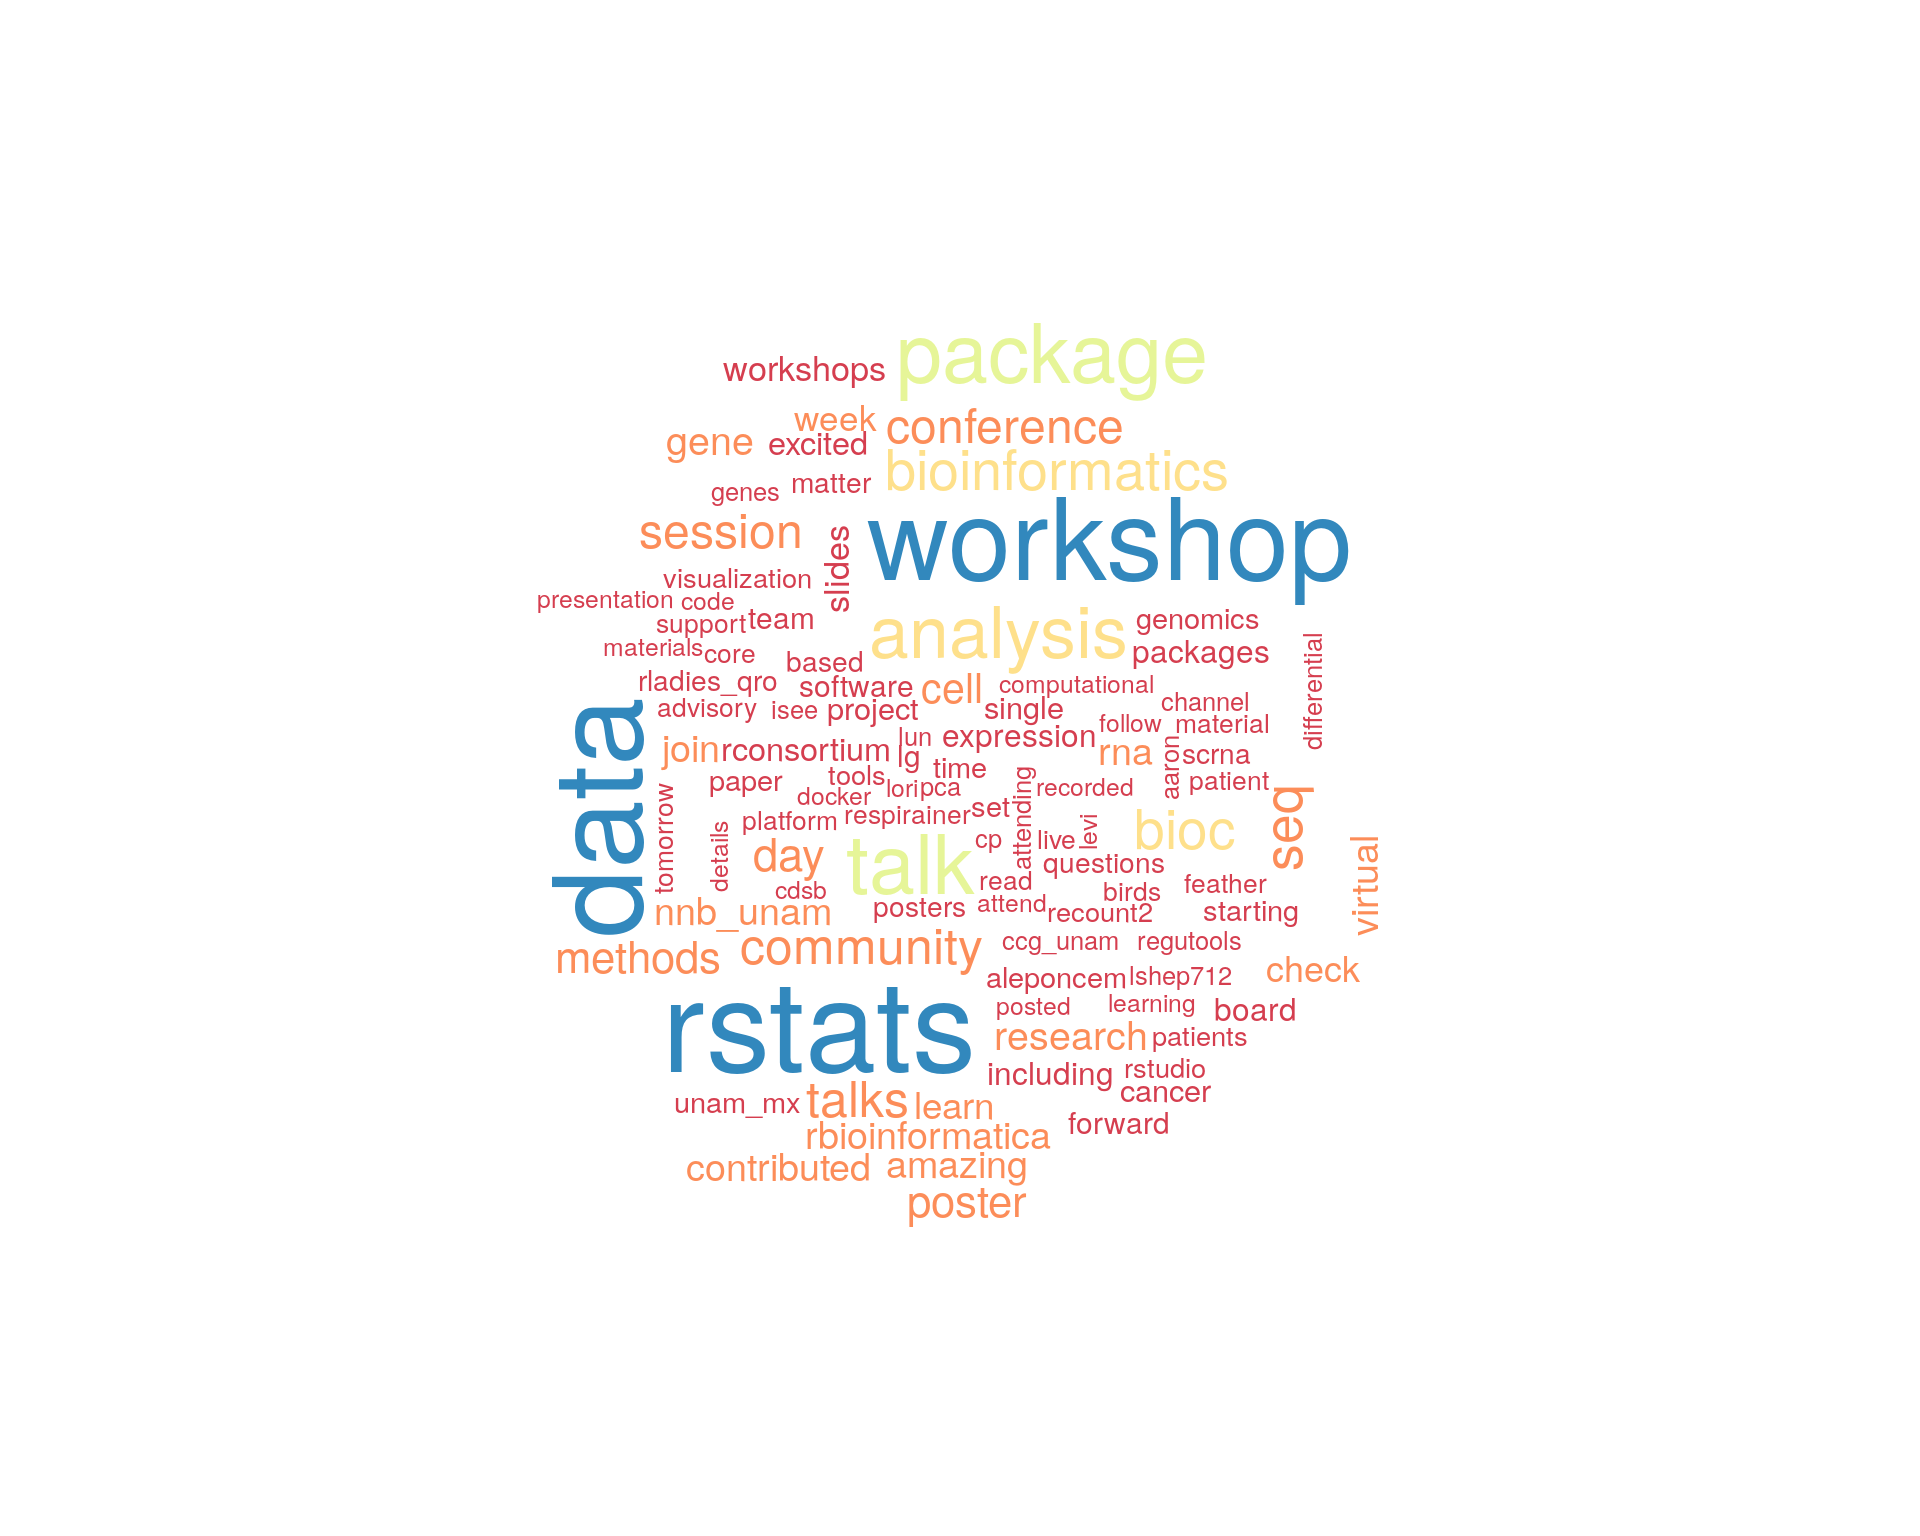 package
workshops
week conference
gene excited
bioinformatics
genes matter
session slides workshop
visualization
presentation code
support team
analysis genomics
materials core based packages differential
rladies_qro software cell computational
advisory isee project single channel
follow material
data join rconsortium lun expression rna aaron scrna
lg time
paper tools lori pca attending recorded patient
docker
tomorrow platform respirainer set levi bioc seq virtual
details day talk cp live
questions
cdsb read birds feather
nnb_unam posters attend recount2 starting
methods community ccg_unam regutools
aleponcem lshep712 check
rstats posted learning board
research patients
including rstudio
cancer
unam_mx talks learn forward
rbioinformatica
contributed amazing
poster